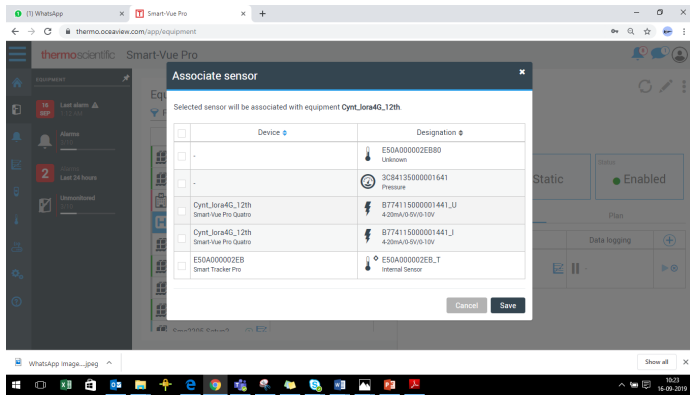 (1) WhatsApp
Smart-Vue Pro
thermo.oceaview.com/app/equipment
thermoscientific Smart-Vue Pro
EQUIPMENT
16
SEP
Last alarm
Alarms
2
Last 24 hours
Unmonitored
Associate sensor
Selected sensor will be associated with equipment Cynt_lora4G_12th.
Device
Designation
-
E50A000002EB80
Unknown
-
3C84135000001641
Pressure
Cynt_lora4G_12th
Smart-Vue Pro Quatro
B774115000001441_U
4-20mA/0-5V/0-10V
Cynt_lora4G_12th
Smart-Vue Pro Quatro
B774115000001441_I
4-20mA/0-5V/0-10V
E50A000002EB
Smart Tracker Pro
E50A000002EB_T
Internal Sensor
Cancel
Save
Static
Status
Enabled
Plan
Data logging
WhatsApp Image....jpeg
Show all
10:23
16-09-2019